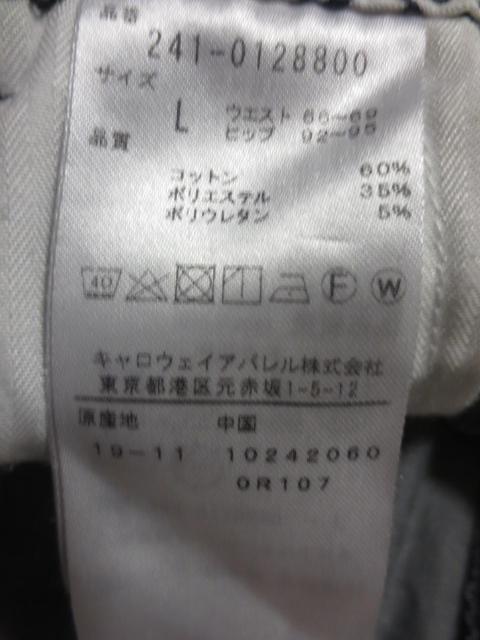 品番
241-0128800
サイズ
L ウエスト 66-69
ヒップ 92-95
品質
コットン 60%
ポリエステル 35%
ポリウレタン 5%
40 F W
キャロウェイアパレル株式会社
東京都港区元赤坂1-5-12
原産地 中国
19-11 10242060
0R107